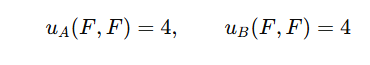 u_A(F, F) = 4, u_B(F, F) = 4